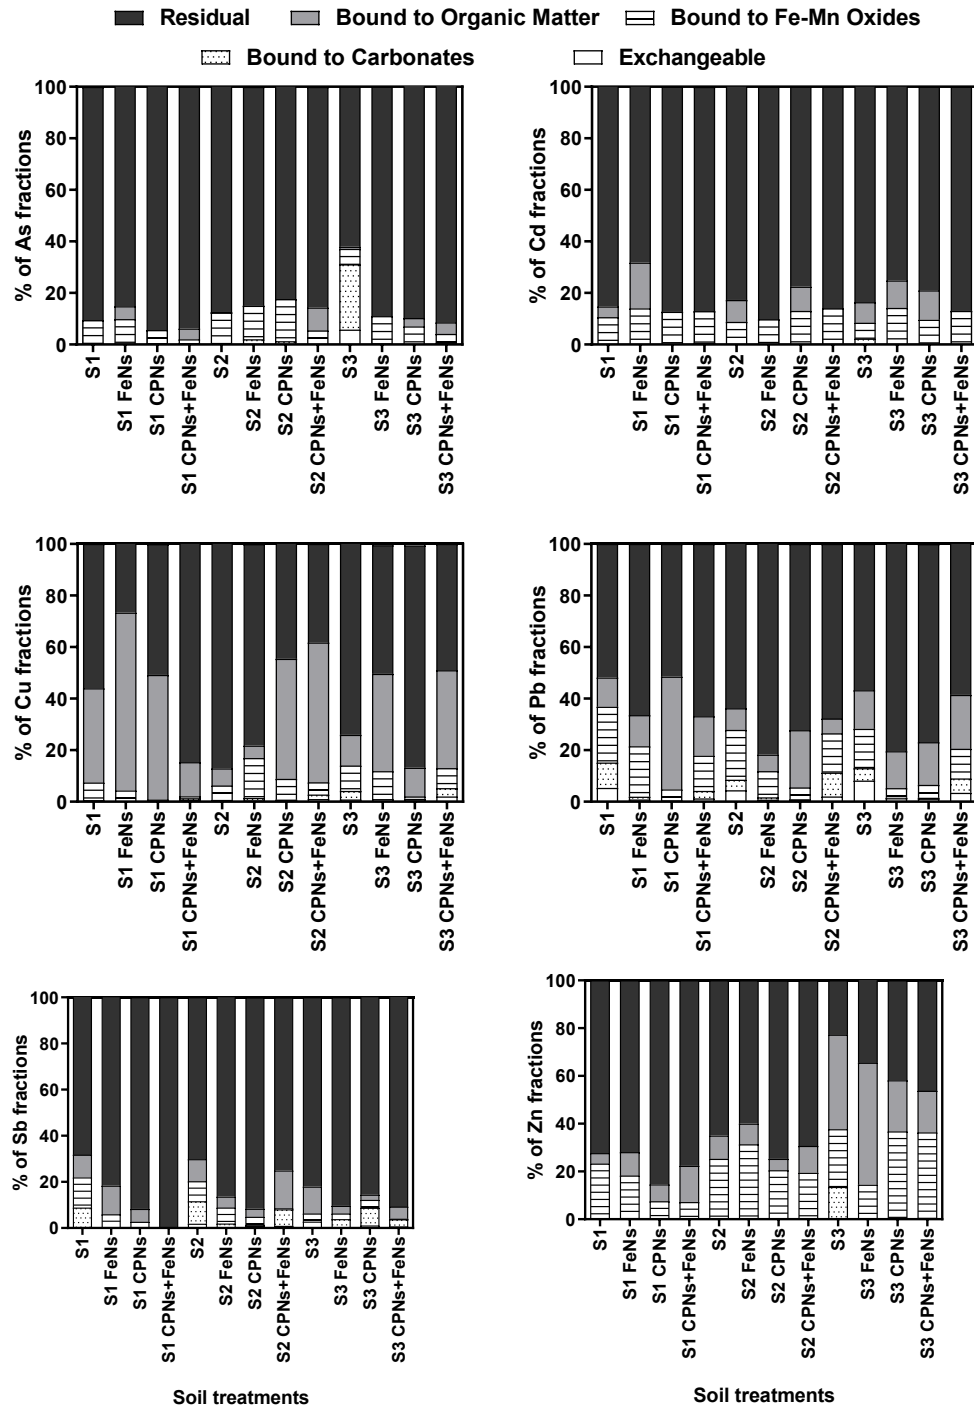 Residual Bound to Organic Matter Bound to Fe-Mn Oxides
Bound to Carbonates Exchangeable
% of As fractions
100
80
60
40
20
0
S1
S1 FeNs
S1 CPNs
S1 CPNs+FeNs
S2
S2 FeNs
S2 CPNs
S2 CPNs+FeNs
S3
S3 FeNs
S3 CPNs
S3 CPNs+FeNs
% of Cd fractions
100
80
60
40
20
0
S1
S1 FeNs
S1 CPNs
S1 CPNs+FeNs
S2
S2 FeNs
S2 CPNs
S2 CPNs+FeNs
S3
S3 FeNs
S3 CPNs
S3 CPNs+FeNs
% of Cu fractions
100
80
60
40
20
0
S1
S1 FeNs
S1 CPNs
S1 CPNs+FeNs
S2
S2 FeNs
S2 CPNs
S2 CPNs+FeNs
S3
S3 FeNs
S3 CPNs
S3 CPNs+FeNs
% of Pb fractions
100
80
60
40
20
0
S1
S1 FeNs
S1 CPNs
S1 CPNs+FeNs
S2
S2 FeNs
S2 CPNs
S2 CPNs+FeNs
S3
S3 FeNs
S3 CPNs
S3 CPNs+FeNs
% of Sb fractions
100
80
60
40
20
0
S1
S1 FeNs
S1 CPNs
S1 CPNs+FeNs
S2
S2 FeNs
S2 CPNs
S2 CPNs+FeNs
S3
S3 FeNs
S3 CPNs
S3 CPNs+FeNs
Soil treatments
% of Zn fractions
100
80
60
40
20
0
S1
S1 FeNs
S1 CPNs
S1 CPNs+FeNs
S2
S2 FeNs
S2 CPNs
S2 CPNs+FeNs
S3
S3 FeNs
S3 CPNs
S3 CPNs+FeNs
Soil treatments